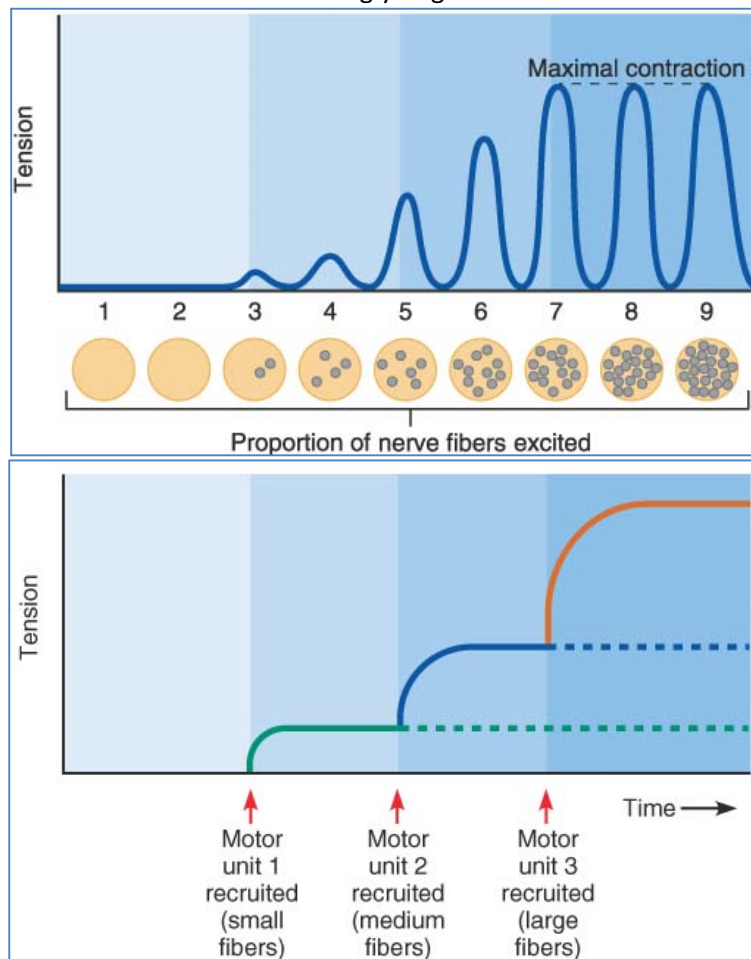 Tension
Maximal contraction
1 2 3 4 5 6 7 8 9
Proportion of nerve fibers excited
Tension
Time
Motor
unit 1
recruited
(small
fibers)
Motor
unit 2
recruited
(medium
fibers)
Motor
unit 3
recruited
(large
fibers)